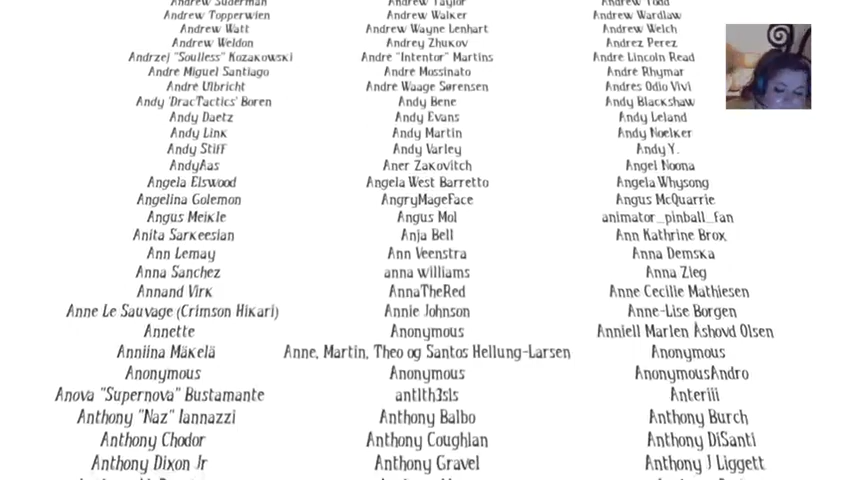 Andrew Suderman Andrew Taylor Andrew Todd
Andrew Topperwien Andrew Walker Andrew Wardlaw
Andrew Watt Andrew Wayne Lenhart Andrew Welch
Andrew Weldon Andrey Zhukov Andrez Perez
Andrzej "Soulless" Kozakowski Andre "Intentor" Martins Andre Lincoln Read
Andre Miguel Santiago Andre Mossinato Andre Rhymar
Andre Ulbricht Andre Waage Sørensen Andres Odio Vivi
Andy 'DracTactics' Boren Andy Bene Andy Blackshaw
Andy Daetz Andy Evans Andy Leland
Andy Link Andy Martin Andy Noelker
Andy Stiff Andy Varley Andy Y.
AndyAas Aner Zakovitch Angel Noona
Angela Elswood Angela West Barretto Angela Whysong
Angelina Golemon AngryMageFace Angus McQuarrie
Angus Meikle Angus Mol animator_pinball_fan
Anita Sarkeesian Anja Bell Ann Kathrine Brox
Ann Lemay Ann Veenstra Anna Demska
Anna Sanchez anna williams Anna Zieg
Annand Virk AnnaTheRed Anne Cecilie Mathiesen
Anne Le Sauvage (Crimson Hikari) Annie Johnson Anne-Lise Borgen
Annette Anonymous Anniell Marlen Åshovd Olsen
Anniina Mäkelä Anne, Martin, Theo og Santos Hellung-Larsen Anonymous
Anonymous Anonymous AnonymousAndro
Anova "Supernova" Bustamante ant1th3s1s Anteriii
Anthony "Naz" Iannazzi Anthony Balbo Anthony Burch
Anthony Chodor Anthony Coughlan Anthony DiSanti
Anthony Dixon Jr Anthony Gravel Anthony J Liggett